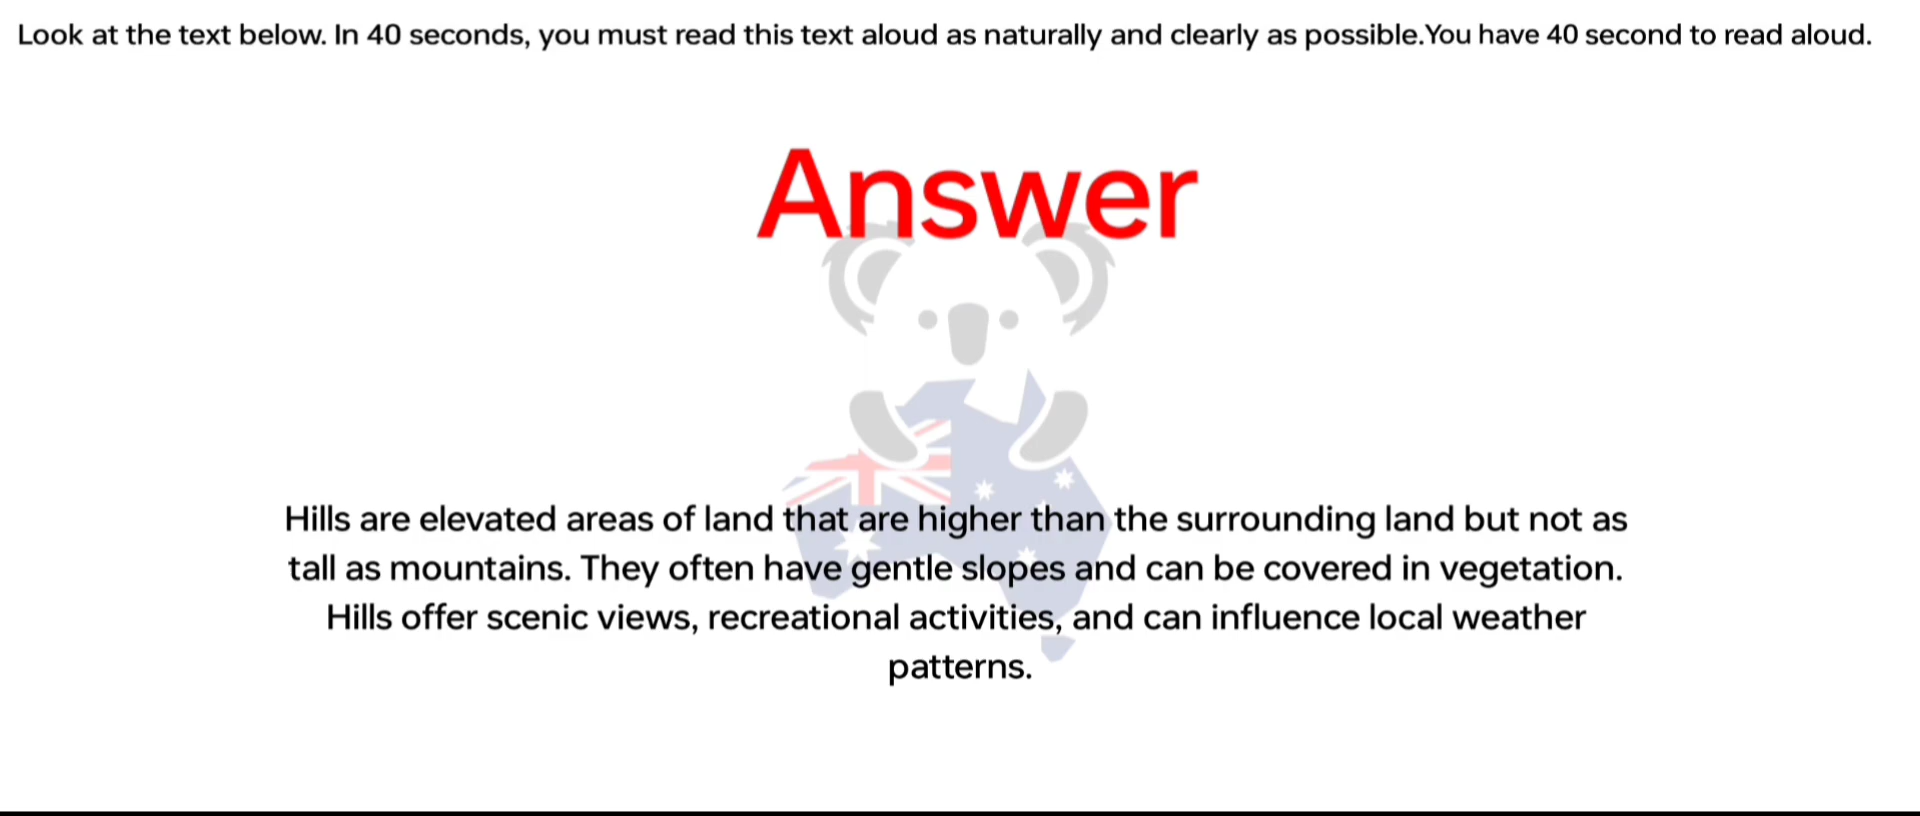 Look at the text below. In 40 seconds, you must read this text aloud as naturally and clearly as possible.You have 40 second to read aloud.
Answer
Hills are elevated areas of land that are higher than the surrounding land but not as
tall as mountains. They often have gentle slopes and can be covered in vegetation.
Hills offer scenic views, recreational activities, and can influence local weather
patterns.